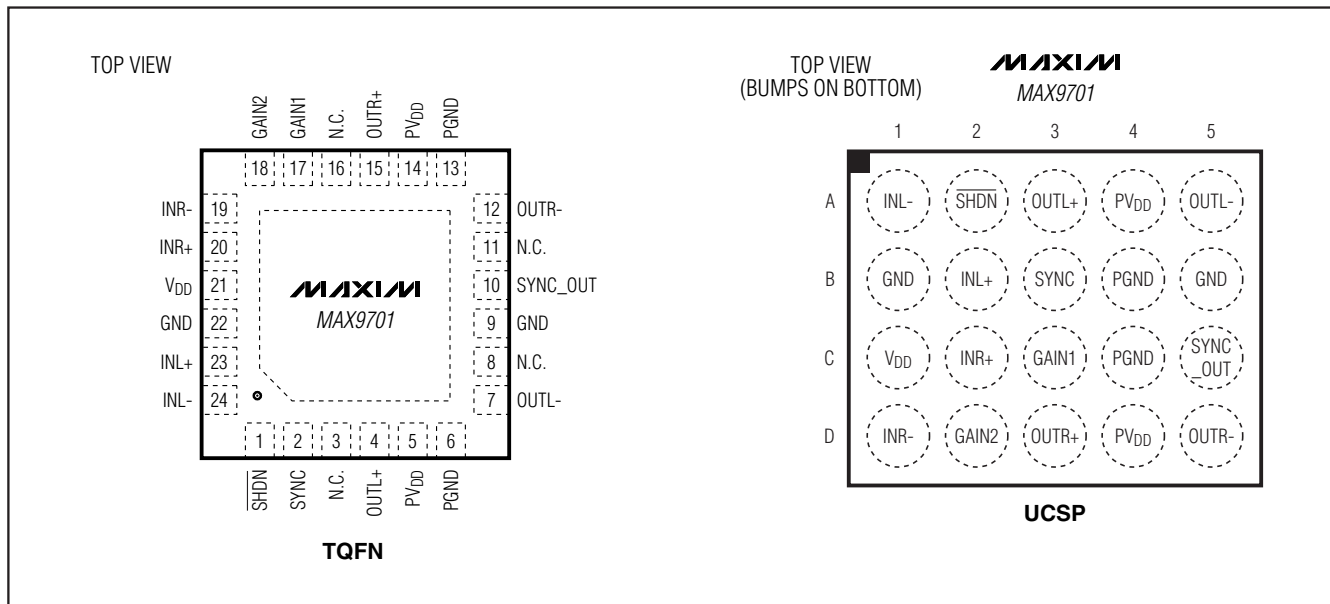 TOP VIEW
GAIN2 GAIN1 N.C. OUTR+ PVDD PGND
18 17 16 15 14 13
INR- 19
INR+ 20
VDD 21
GND 22
INL+ 23
INL- 24
12 OUTR-
11 N.C.
10 SYNC_OUT
9 GND
8 N.C.
7 OUTL-
MAXIM
MAX9701
1 2 3 4 5 6
SHDN SYNC N.C. OUTL+ PVDD PGND
TQFN
TOP VIEW
(BUMPS ON BOTTOM)
MAXIM
MAX9701
1 2 3 4 5
A INL- SHDN OUTL+ PVDD OUTL-
B GND INL+ SYNC PGND GND
C VDD INR+ GAIN1 PGND SYNC
_OUT
D INR- GAIN2 OUTR+ PVDD OUTR-
UCSP